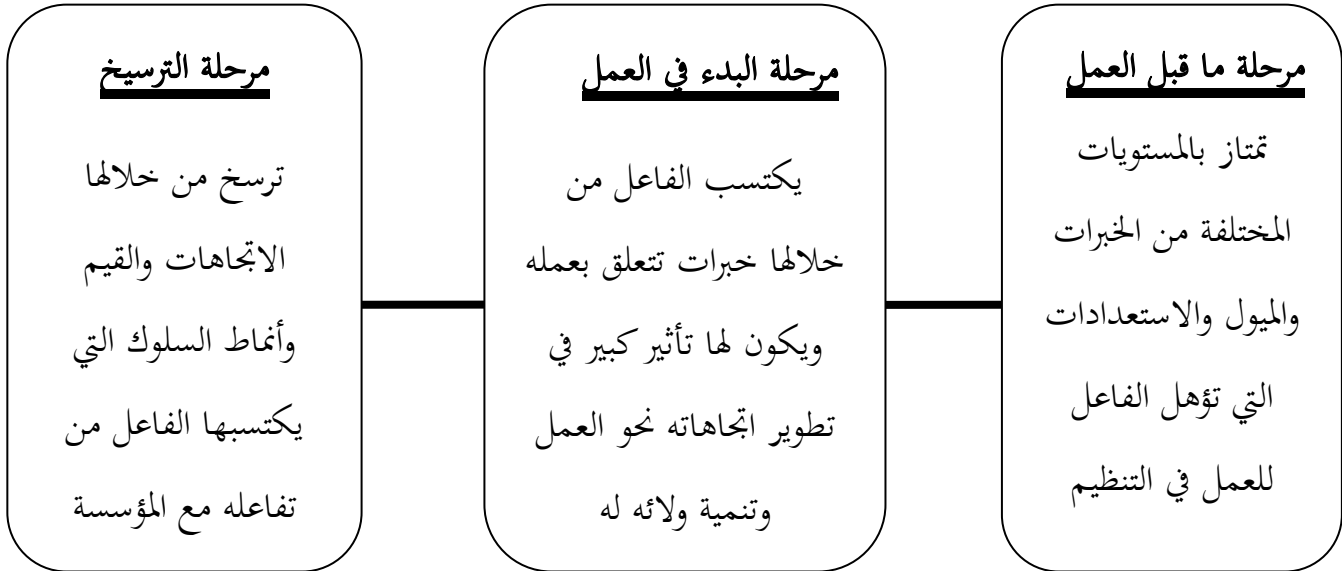 مرحلة ما قبل العمل
تمتاز بالمستويات
المختلفة من الخبرات
والميول والاستعدادات
التي تؤهل الفاعل
للعمل في التنظيم
مرحلة البدء في العمل
يكتسب الفاعل من
خلالها خبرات تتعلق بعمله
ويكون لها تأثير كبير في
تطوير اتجاهاته نحو العمل
وتنمية ولائه له
مرحلة الترسيخ
ترسخ من خلالها
الاتجاهات والقيم
وأنماط السلوك التي
يكتسبها الفاعل من
تفاعله مع المؤسسة